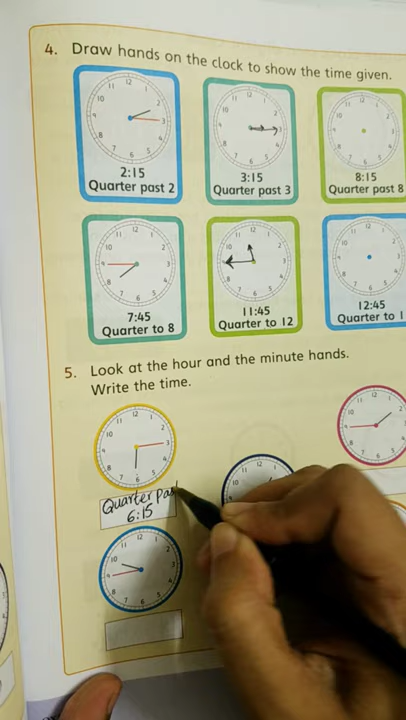 4. Draw hands on the clock to show the time given.
2:15
Quarter past 2
3:15
Quarter past 3
8:15
Quarter past 8
7:45
Quarter to 8
11:45
Quarter to 12
12:45
Quarter to 1
5. Look at the hour and the minute hands.
Write the time.
Quarter pas
6:15